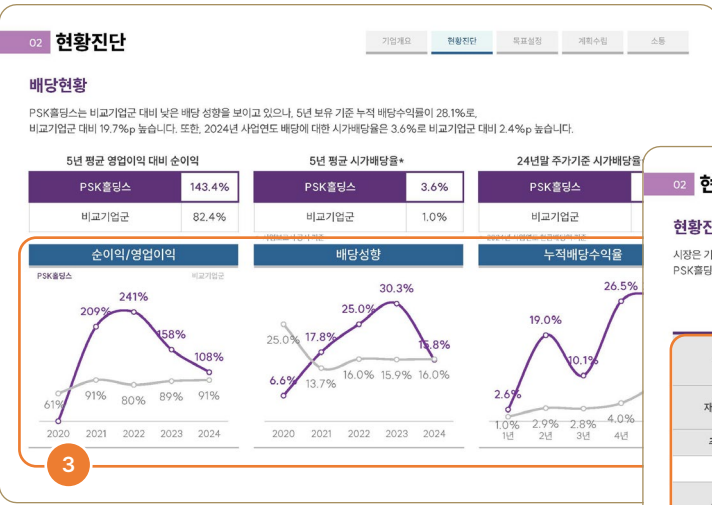 02 현황진단
기업개요 현황진단 목표설정 계획수립 소통
배당현황
PSK홀딩스는 비교기업군 대비 낮은 배당 성향을 보이고 있으나, 5년 보유 기준 누적 배당수익률이 28.1%로,
비교기업군 대비 19.7%p 높습니다. 또한, 2024년 사업연도 배당에 대한 시가배당율은 3.6%로 비교기업군 대비 2.4%p 높습니다.
5년 평균 영업이익 대비 순이익
PSK홀딩스 143.4%
비교기업군 82.4%
5년 평균 시가배당율*
PSK홀딩스 3.6%
비교기업군 1.0%
24년말 주가기준 시가배당율
PSK홀딩스
비교기업군
순이익/영업이익
PSK홀딩스 비교기업군
209% 241% 158% 108%
61% 91% 80% 89% 91%
2020 2021 2022 2023 2024
배당성향
6.6% 17.8% 25.0% 30.3% 15.8%
25.0% 13.7% 16.0% 15.9% 16.0%
2020 2021 2022 2023 2024
누적배당수익율
2.6% 19.0% 10.1% 26.5%
1.0% 2.9% 2.8% 4.0%
1년 2년 3년 4년
3
02 현
현황진
시장은 기
PSK홀딩